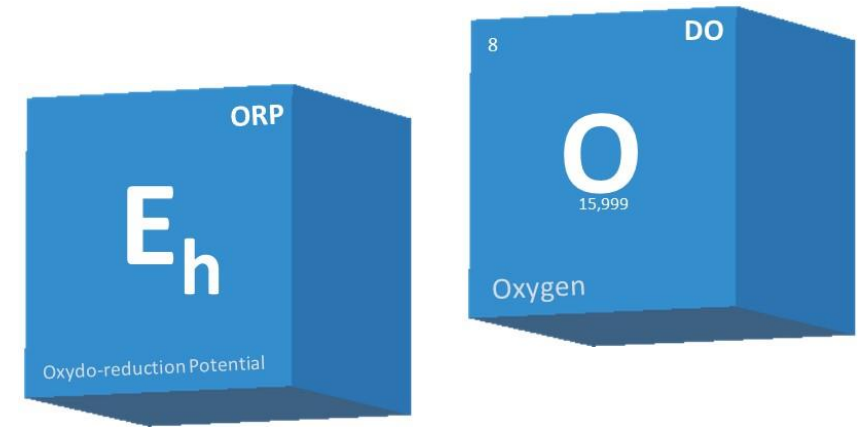 ORP
Eh
Oxydo-reduction Potential
8
DO
O
15,999
Oxygen